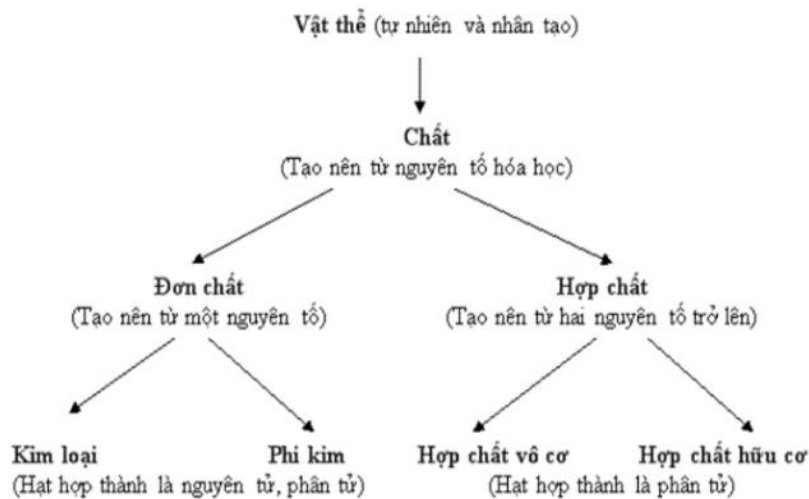 Vật thể (tự nhiên và nhân tạo)
Chất
(Tạo nên từ nguyên tố hóa học)
Đơn chất
(Tạo nên từ một nguyên tố)
Hợp chất
(Tạo nên từ hai nguyên tố trở lên)
Kim loại
Phi kim
(Hạt hợp thành là nguyên tử, phân tử)
Hợp chất vô cơ
Hợp chất hữu cơ
(Hạt hợp thành là phân tử)